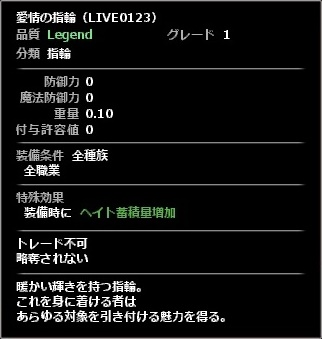 愛情の指輪（LIVE0123）
品質 Legend グレード 1
分類 指輪
防御力 0
魔法防御力 0
重量 0.10
付与許容値 0
装備条件 全種族
全職業
特殊効果
装備時に ヘイト蓄積量増加
トレード不可
略奪されない
暖かい輝きを持つ指輪。
これを身に着ける者は
あらゆる対象を引き付ける魅力を得る。